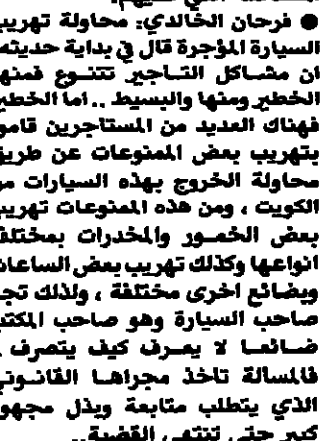 ● فرحان الخالدي: محاولة تهريب
السيارة المؤجرة قال في بداية حديثه
ان مشاكل التاجير تتنوع فمنها
الخطير ومنها والبسيط .. اما الخطير
فهناك العديد من المستاجرين قامو
بتهريب بعض الممنوعات عن طريق
محاولة الخروج بهذه السيارات من
الكويت ، ومن هذه الممنوعات تهريب
بعض الخمور والمخدرات بمختلف
انواعها وكذلك تهريب بعض الساعات
وبضائع اخرى مختلفة ، ولذلك تجد
صاحب السيارة وهو صاحب المكتب
ضائعا لا يعرف كيف يتصرف .
فالمسالة تاخذ مجراها القانوني
الذي يتطلب متابعة وبذل مجهود
كبير حتى تنتهي القضية..